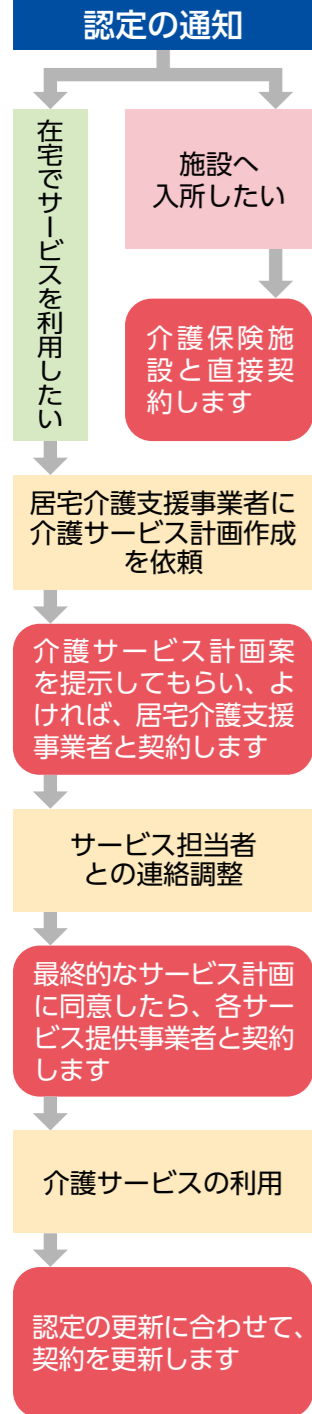 認定の通知
在宅でサービスを利用したい
施設へ
入所したい
介護保険施
設と直接契
約します
居宅介護支援事業者に
介護サービス計画作成
を依頼
介護サービス計画案
を提示してもらい、よ
ければ、居宅介護支援
事業者と契約します
サービス担当者
との連絡調整
最終的なサービス計画
に同意したら、各サー
ビス提供事業者と契約
します
介護サービスの利用
認定の更新に合わせて、
契約を更新します